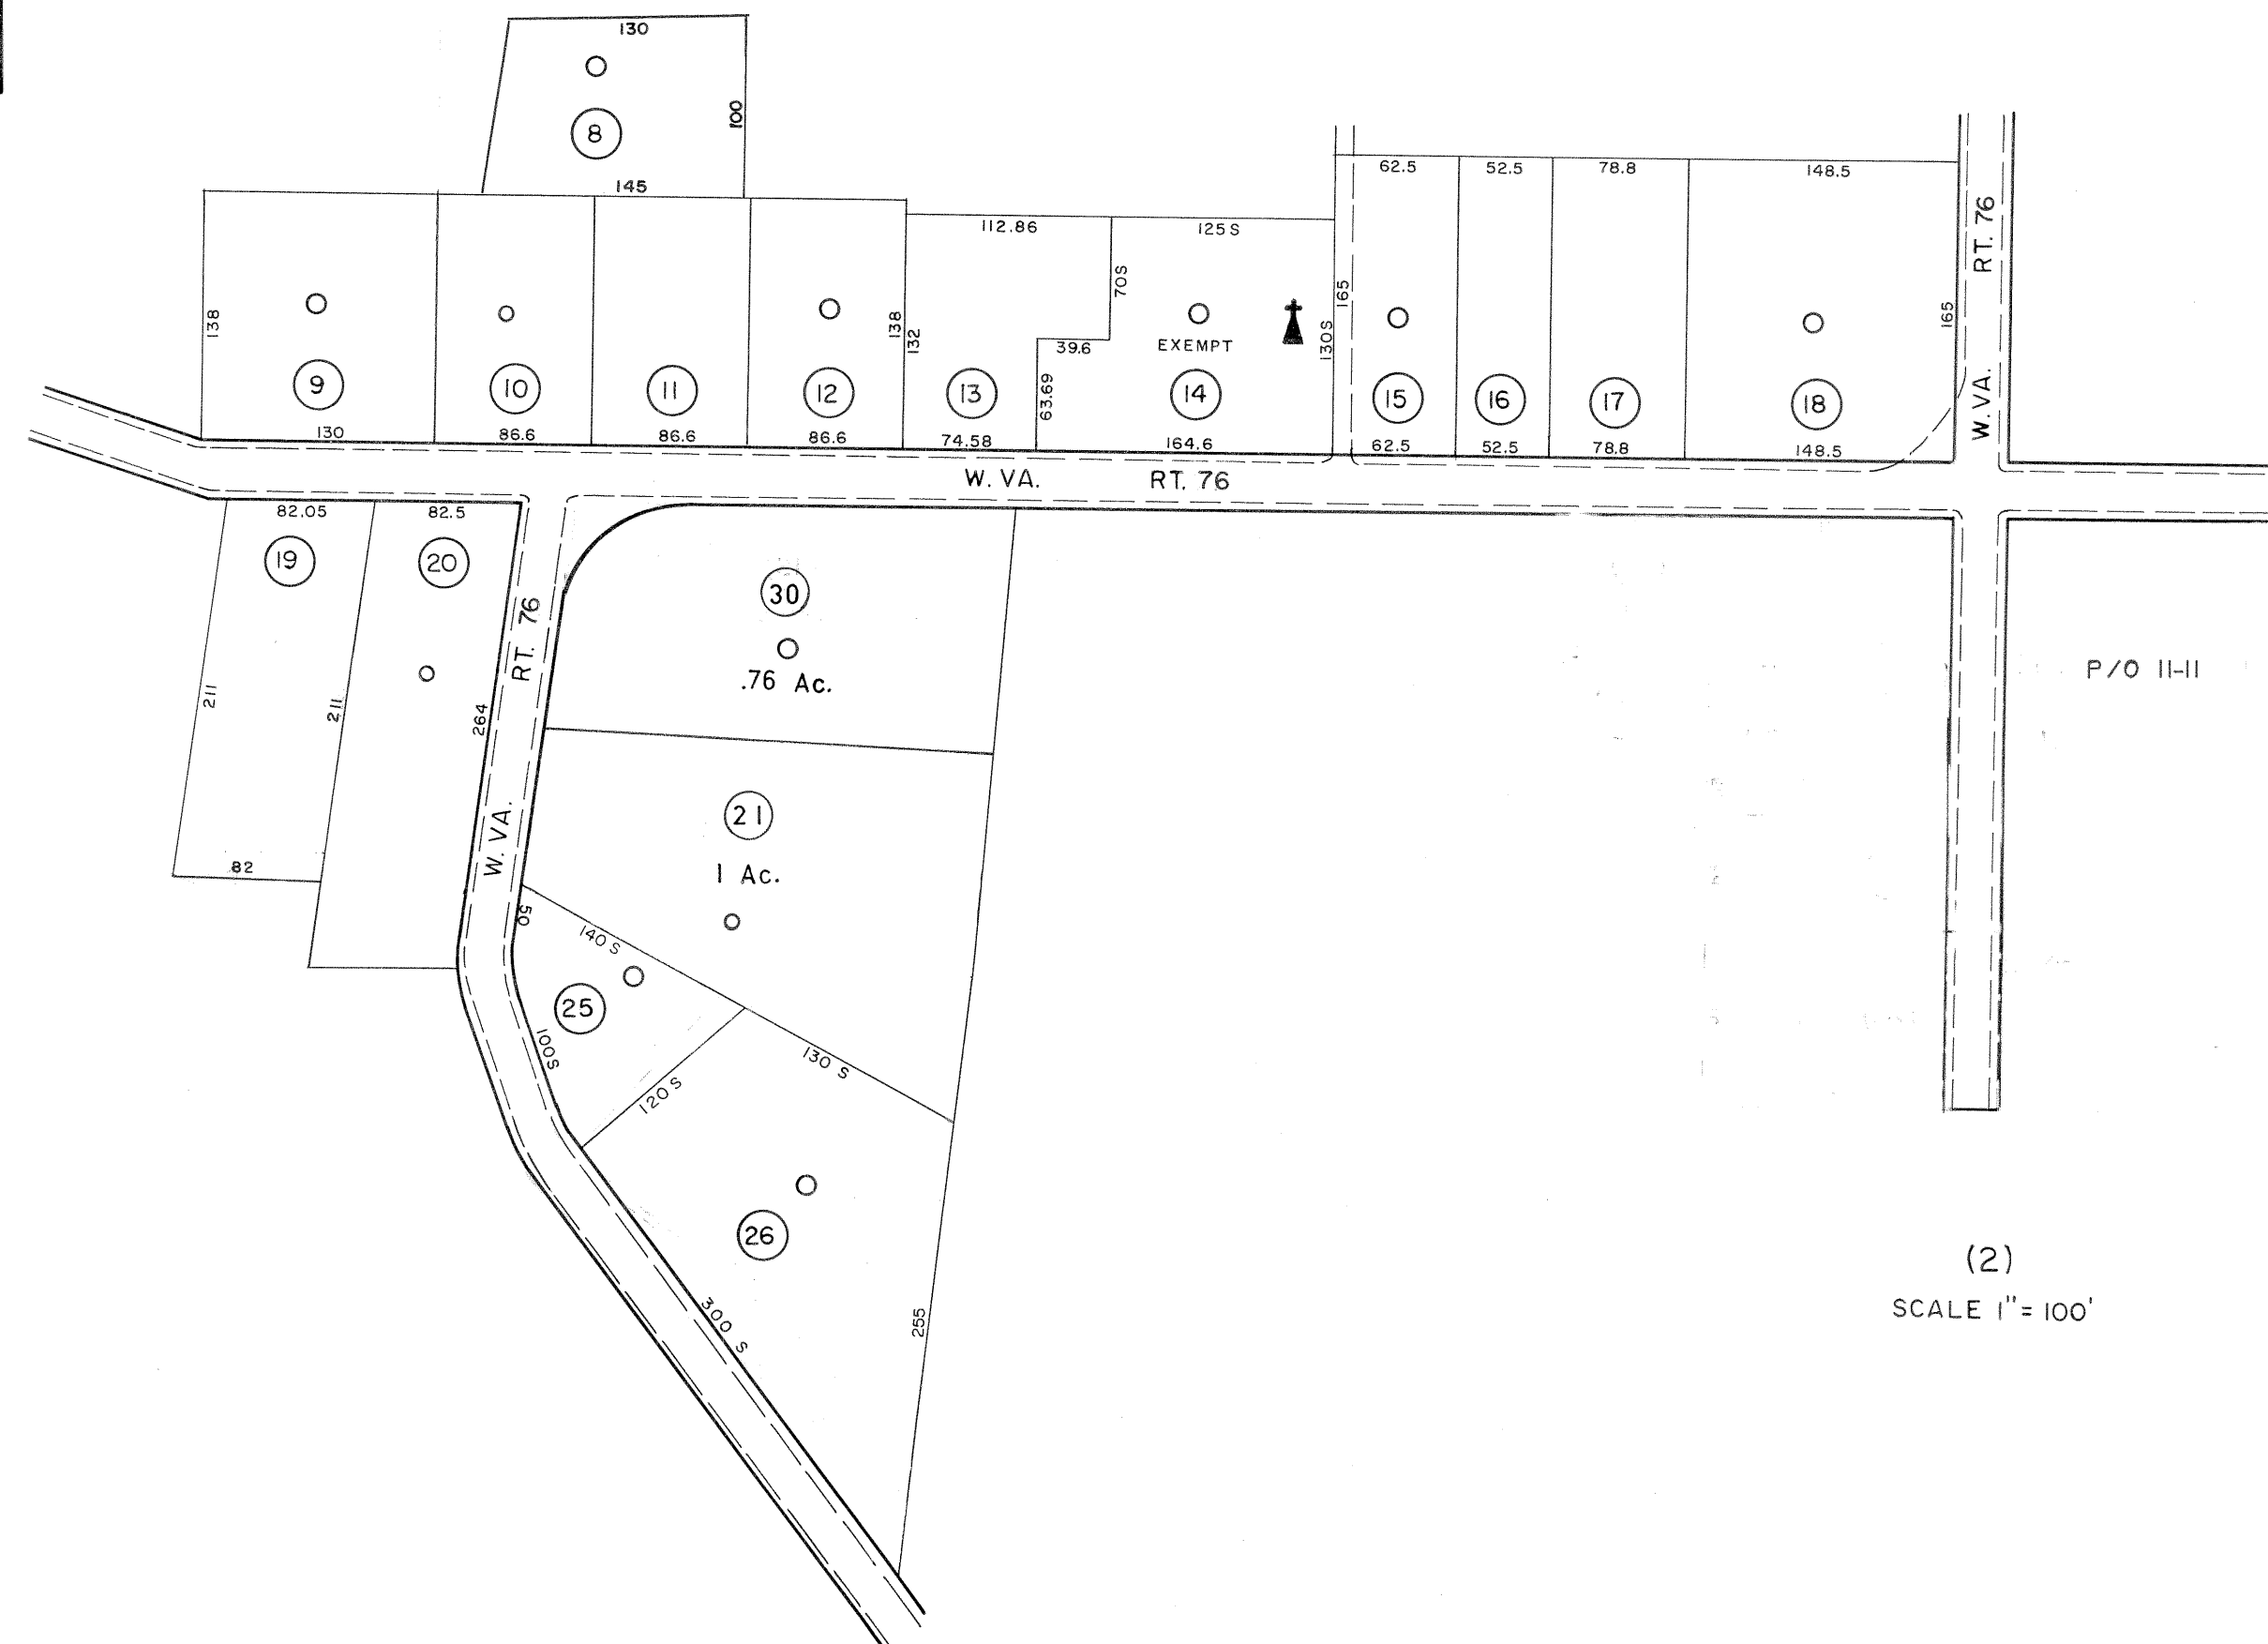 130
100
8
145
62.5
52.5
78.8
148.5
RT. 76
W. VA.
112.86
125 S
70S
138
138
132
165
130S
165
39.6
EXEMPT
63.69
9
10
11
12
13
14
15
16
17
18
130
86.6
86.6
86.6
74.58
164.6
62.5
52.5
78.8
148.5
W. VA. RT. 76
82.05
82.5
19
20
30
.76 Ac.
RT. 76
W. VA.
P/O 11-11
211
211
264
21
1 Ac.
82
50
140 S
25
100S
130 S
120 S
26
300 S
255
(2)
SCALE 1"= 100'